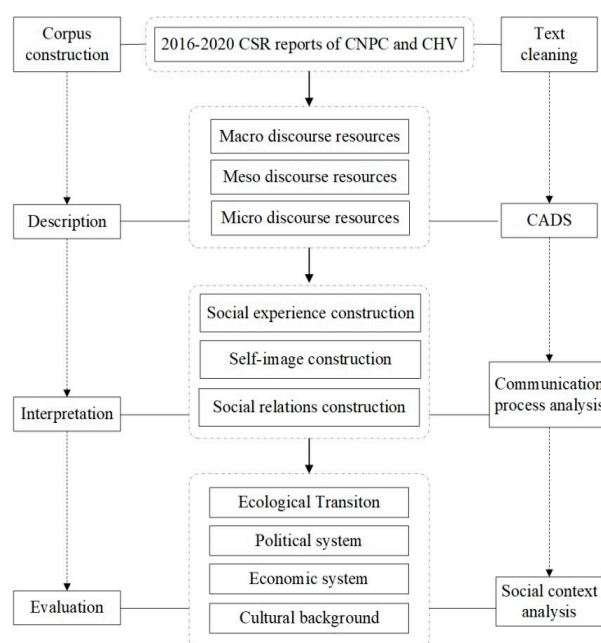 Corpus
construction
2016-2020 CSR reports of CNPC and CHV
Text
cleaning
Macro discourse resources
Meso discourse resources
Micro discourse resources
Description
CADS
Social experience construction
Self-image construction
Social relations construction
Interpretation
Communication
process analysis
Ecological Transiton
Political system
Economic system
Cultural background
Evaluation
Social context
analysis